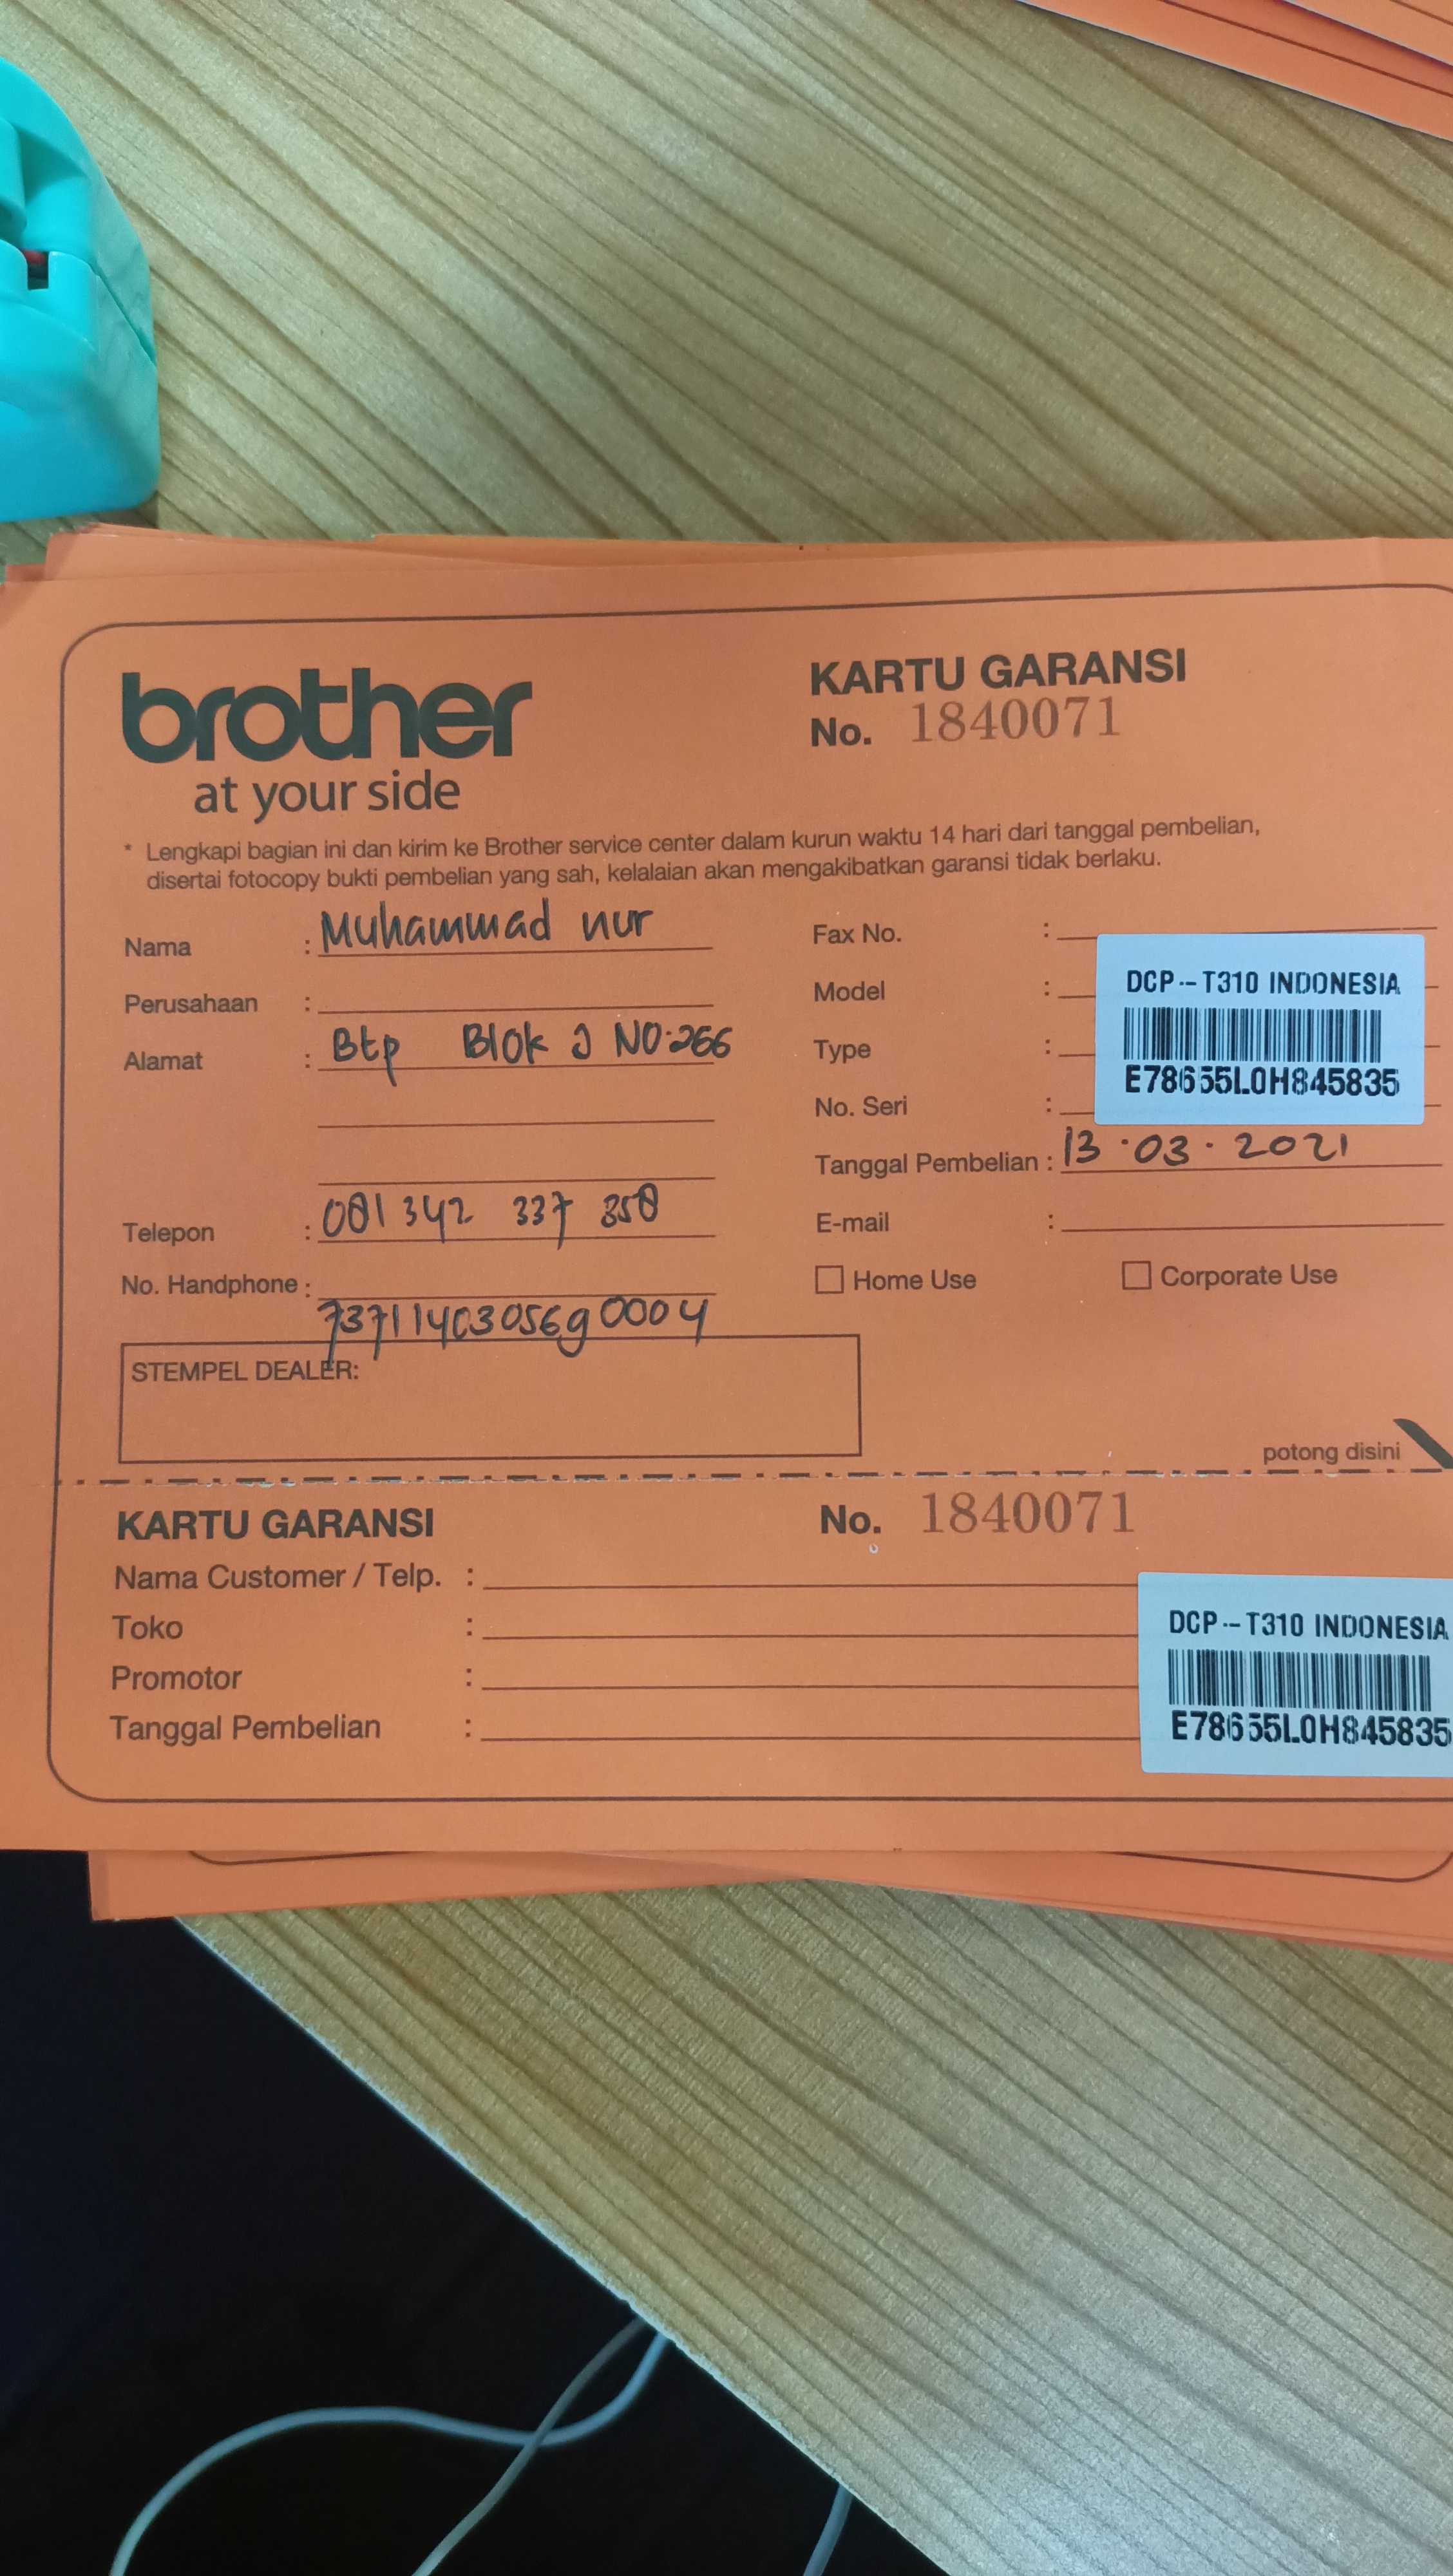 brother
at your side
KARTU GARANSI
No. 1840071
* Lengkapi bagian ini dan kirim ke Brother service center dalam kurun waktu 14 hari dari tanggal pembelian,
disertai fotocopy bukti pembelian yang sah, kelalaian akan mengakibatkan garansi tidak berlaku.
Nama : Muhammad nur
Perusahaan :
Alamat : Btp Blok J NO:266
Telepon : 081 342 337 858
No. Handphone :
7371140305690004
STEMPEL DEALER:
Fax No. :
Model :
Type :
No. Seri :
DCP-T310 INDONESIA
E78655L0H845835
Tanggal Pembelian : 13.03.2021
E-mail :
Home Use Corporate Use
potong disini
KARTU GARANSI No. 1840071
Nama Customer / Telp. :
Toko :
Promotor :
Tanggal Pembelian :
DCP-T310 INDONESIA
E78655L0H845835